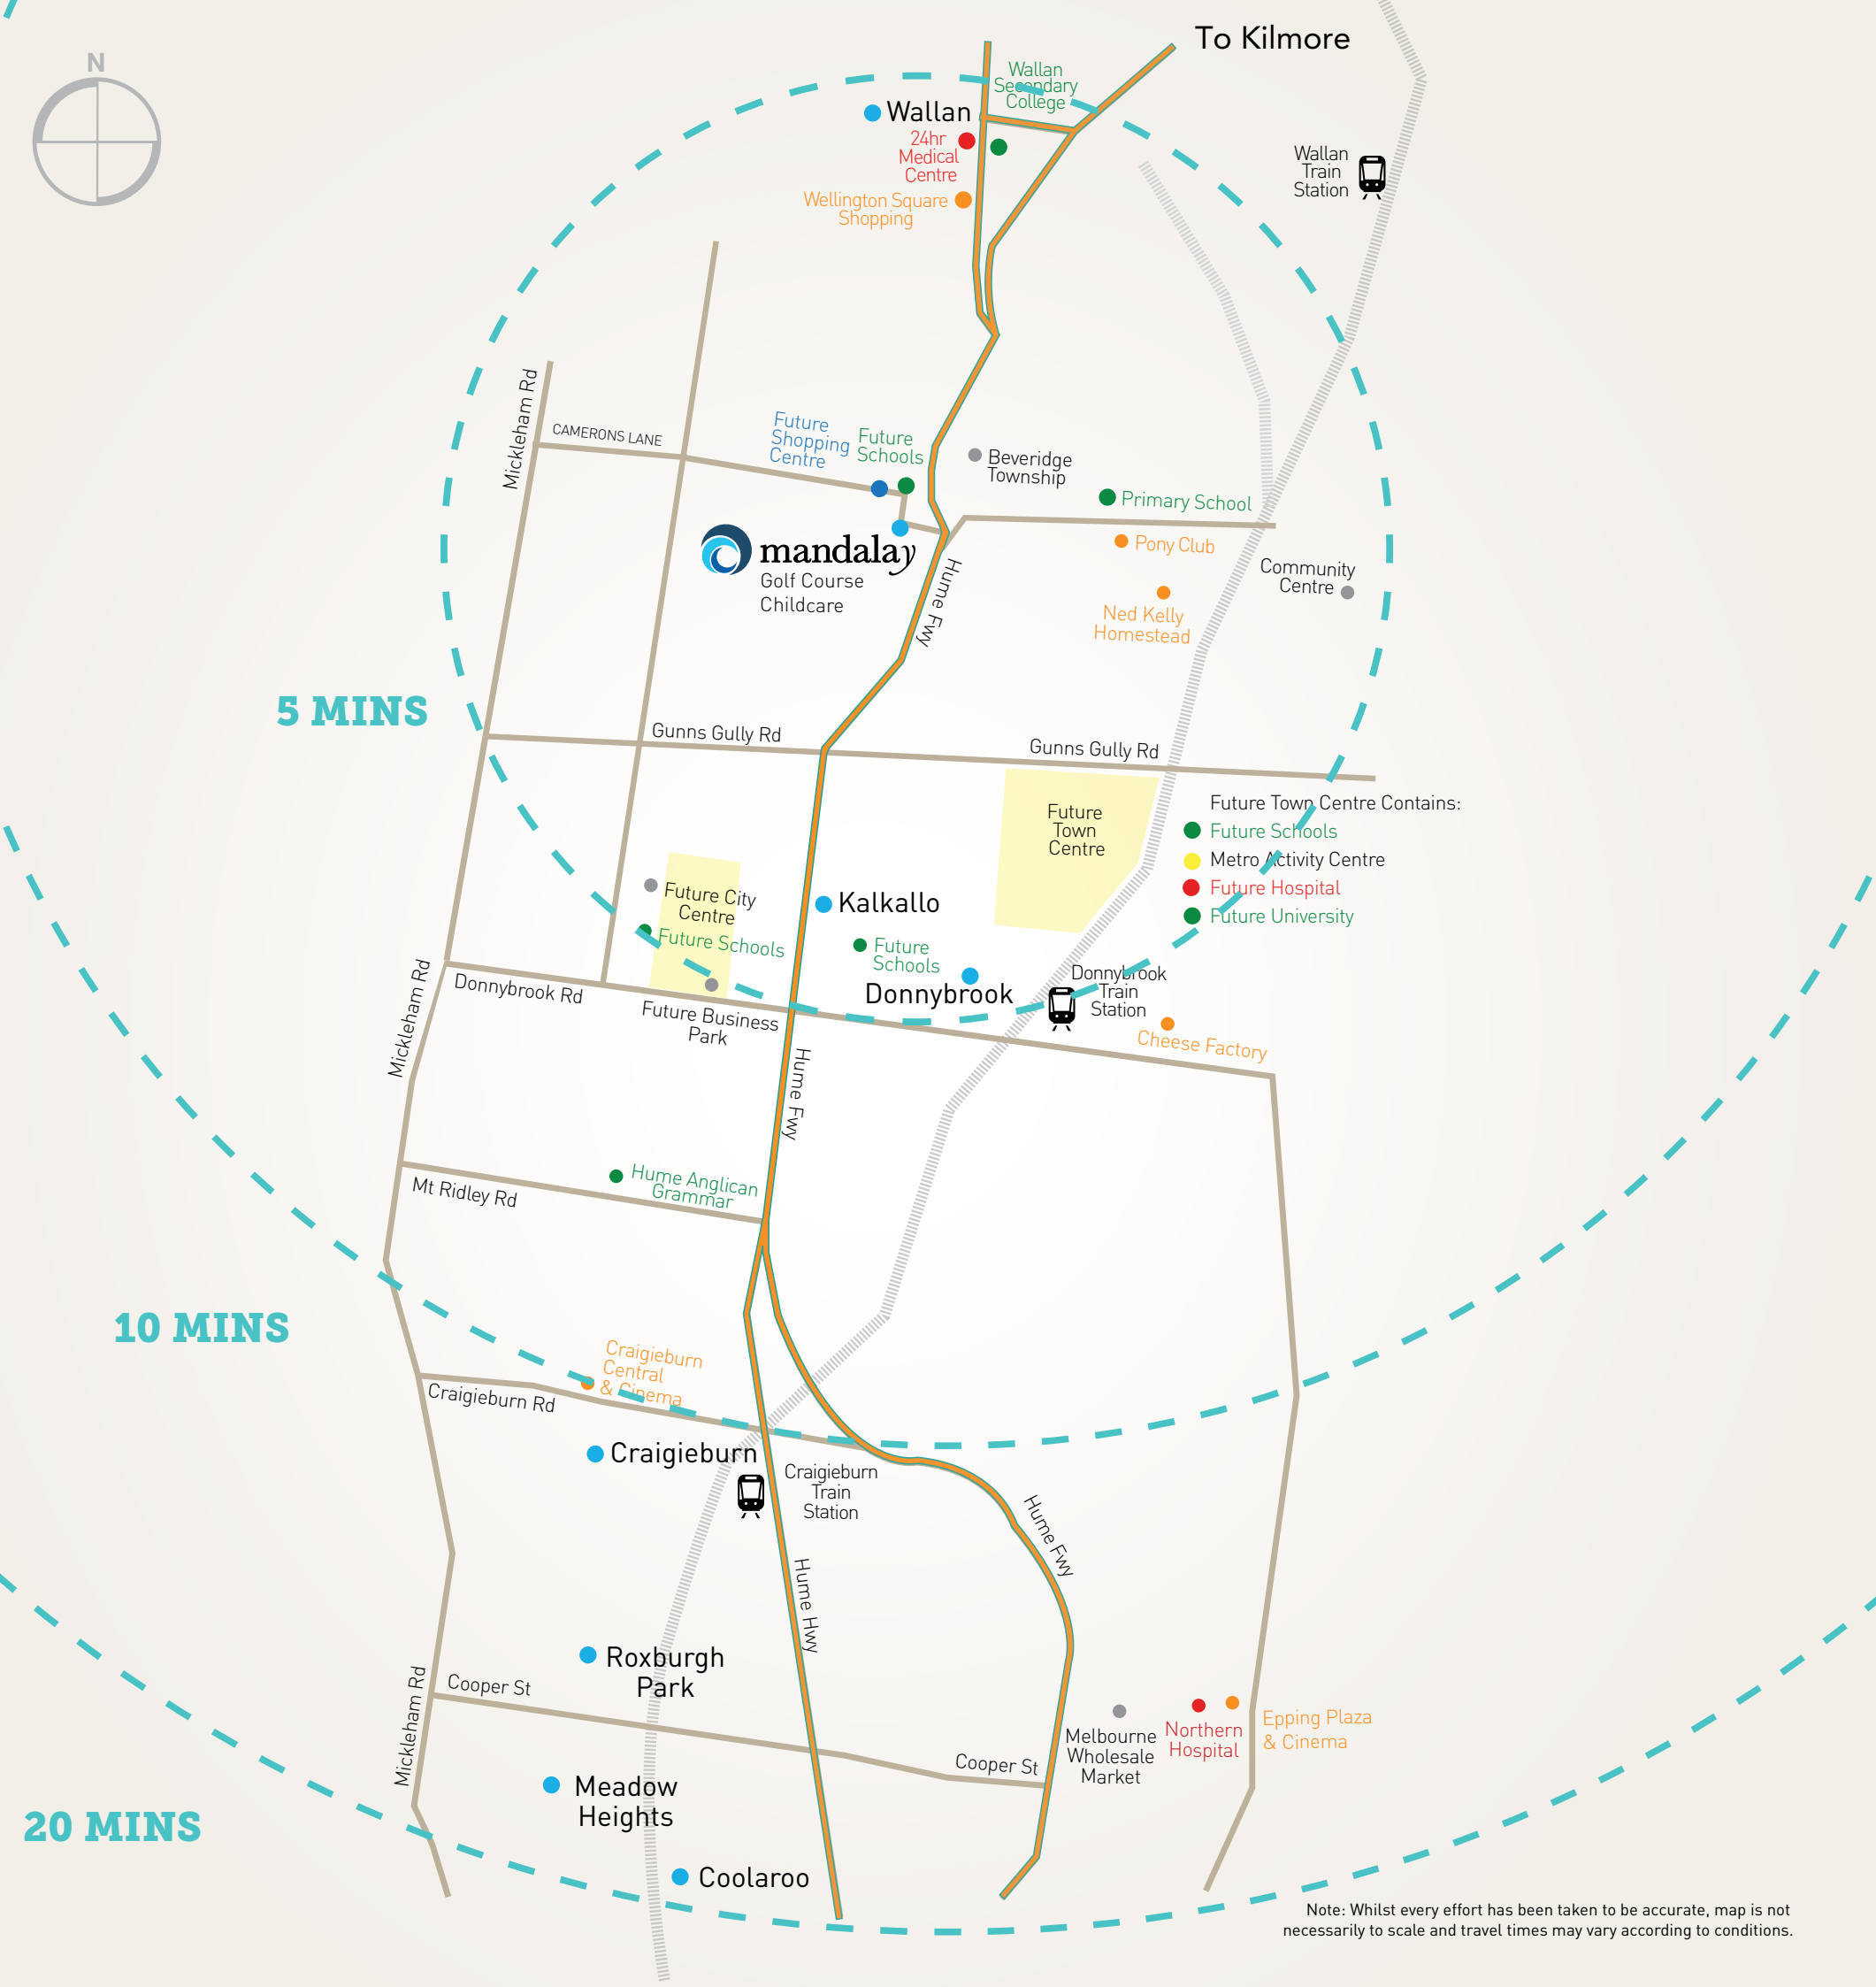 N
To Kilmore
Wallan
Secondary
College
Wallan
24hr
Medical
Centre
Wellington Square
Shopping
Wallan
Train
Station
Mickleham Rd
CAMERONS LANE
Future
Shopping
Centre
Future
Schools
Beveridge
Township
Primary School
Pony Club
mandalay
Golf Course
Childcare
Hume Fwy
Community
Centre
Ned Kelly
Homestead
5 MINS
Gunns Gully Rd
Gunns Gully Rd
Future
Town
Centre
Future Town Centre Contains:
Future Schools
Metro Activity Centre
Future Hospital
Future University
Future City
Centre
Future Schools
Kalkallo
Future
Schools
Donnybrook
Donnybrook
Train
Station
Mickleham Rd
Donnybrook Rd
Future Business
Park
Cheese Factory
Hume Fwy
Hume Anglican
Grammar
Mt Ridley Rd
10 MINS
Craigieburn
Central
& Cinema
Craigieburn Rd
Craigieburn
Craigieburn
Train
Station
Hume Fwy
Hume Hwy
Roxburgh
Park
Mickleham Rd
Cooper St
Cooper St
Melbourne
Wholesale
Market
Northern
Hospital
Epping Plaza
& Cinema
Meadow
Heights
20 MINS
Coolaroo
Note: Whilst every effort has been taken to be accurate, map is not
necessarily to scale and travel times may vary according to conditions.